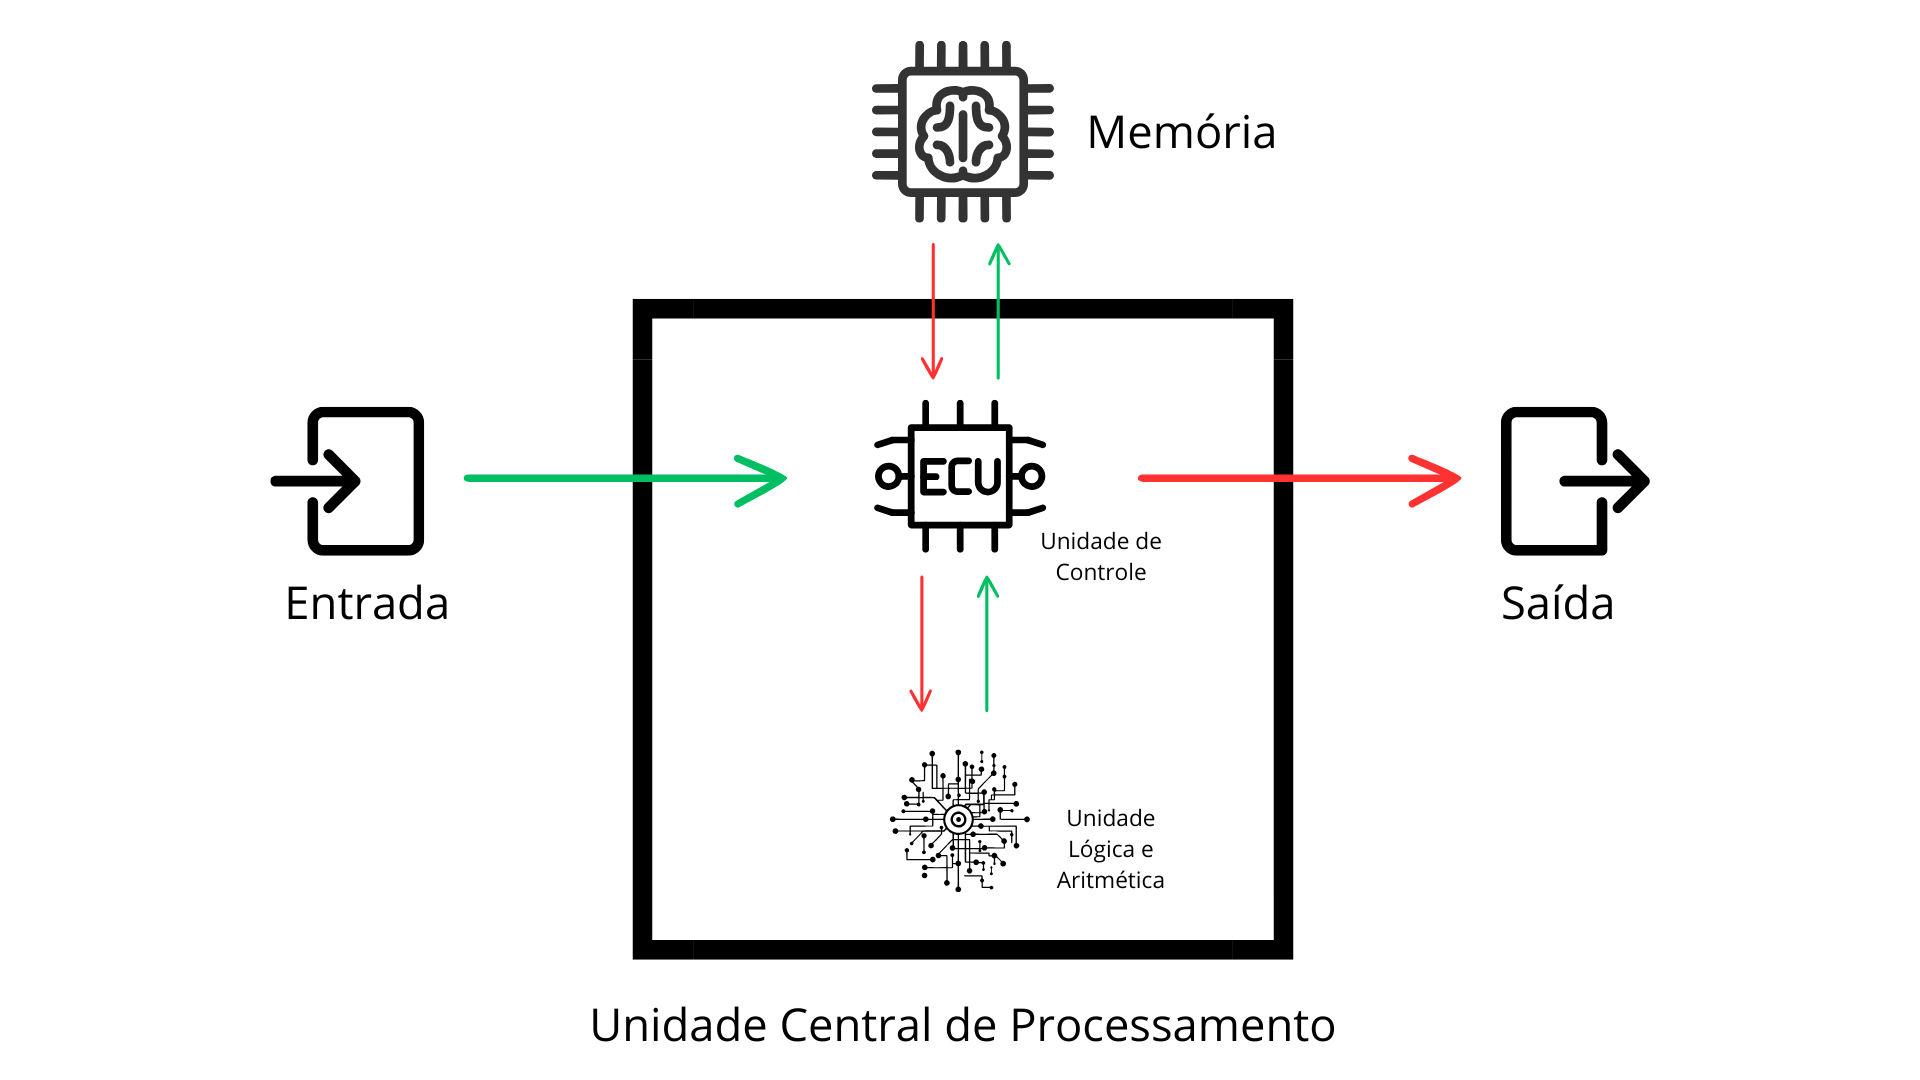 Memória
ECU
Unidade de
Controle
Entrada
Saída
Unidade
Lógica e
Aritmética
Unidade Central de Processamento